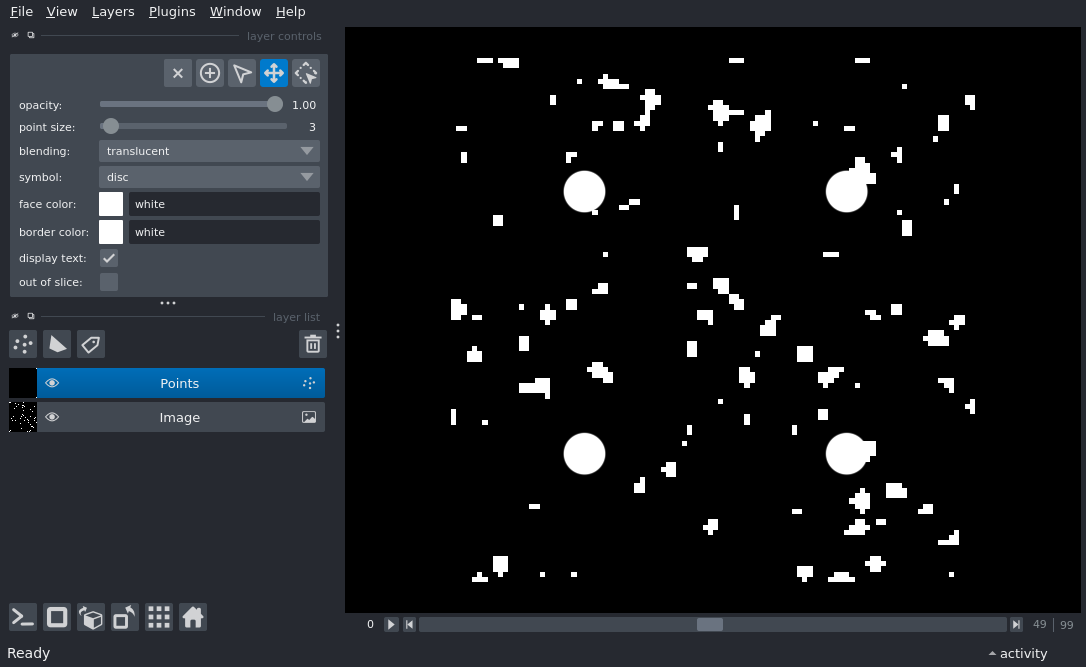 File View Layers Plugins Window Help
layer controls
opacity: 1.00
point size: 3
blending: translucent
symbol: disc
face color: white
border color: white
display text:
out of slice:
layer list
Points
Image
0 49 | 99
Ready activity